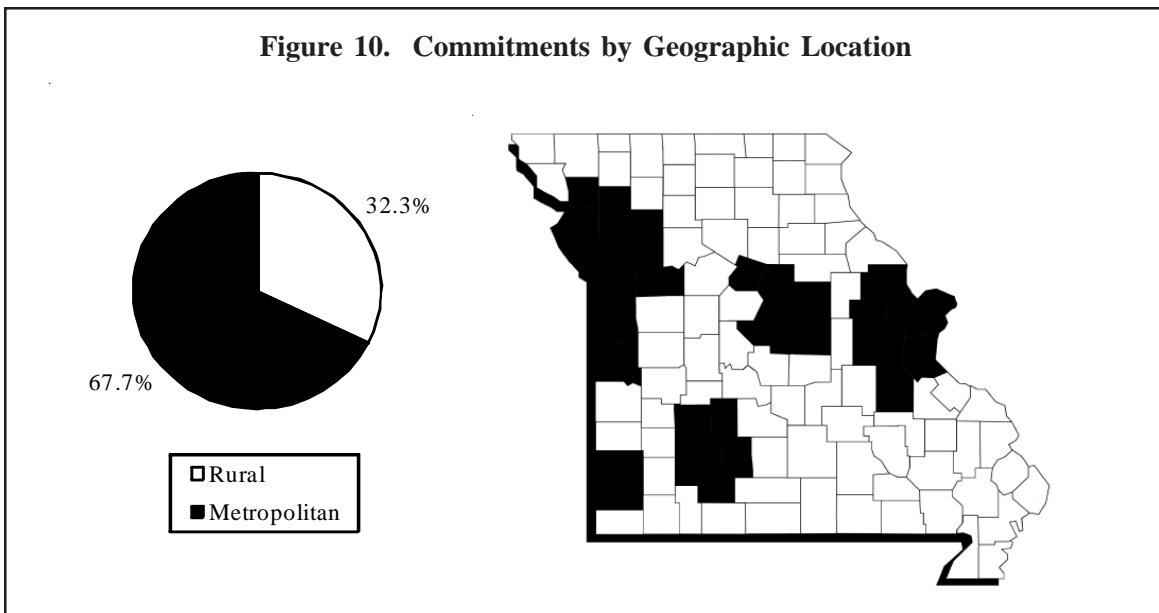 Figure 10. Commitments by Geographic Location
32.3%
67.7%
Rural
Metropolitan